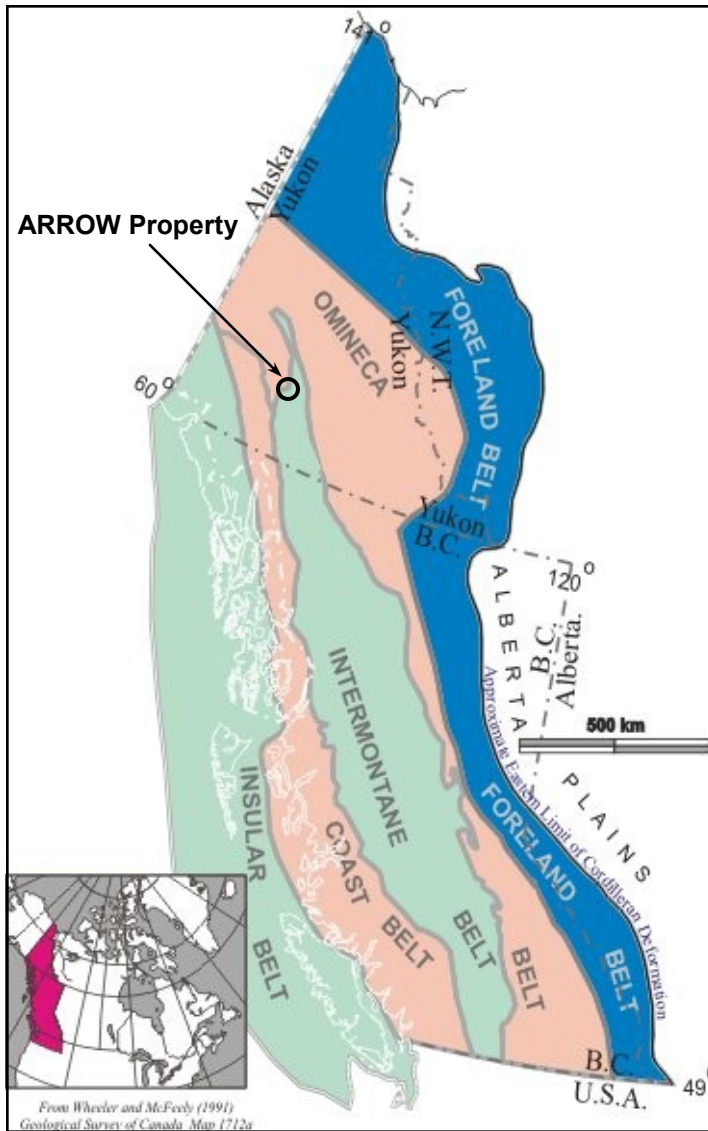 141°
Alaska
Yukon
ARROW Property
OMINECA
N.W.T.
Yukon
FORELAND BELT
60°
Yukon
B.C.
120°
ALBERTA PLAINS
B.C.
Alberta.
Approximate Eastern Limit of Cordilleran Deformation
500 km
INTERMONTANE BELT
INSULAR BELT
COAST BELT
FORELAND BELT
BELT
B.C.
U.S.A.
49°
From Wheeler and McFeely (1991)
Geological Survey of Canada Map 1712a